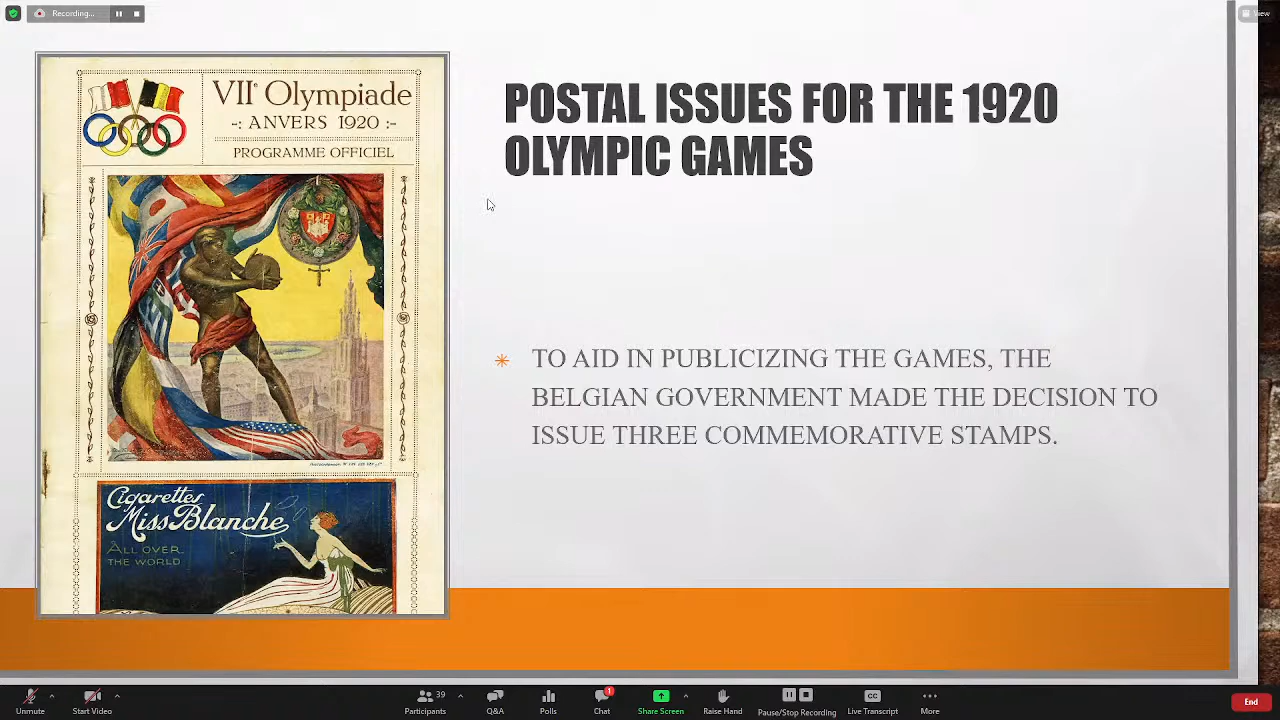 Recording...
View
VIIe Olympiade
-: ANVERS 1920 :-
PROGRAMME OFFICIEL
Cigarettes
Miss Blanche
ALL OVER
THE WORLD
POSTAL ISSUES FOR THE 1920
OLYMPIC GAMES
TO AID IN PUBLICIZING THE GAMES, THE
BELGIAN GOVERNMENT MADE THE DECISION TO
ISSUE THREE COMMEMORATIVE STAMPS.
Unmute
Start Video
39
Participants
Q&A
Polls
1
Chat
Share Screen
Raise Hand
Pause/Stop Recording
CC
Live Transcript
More
End